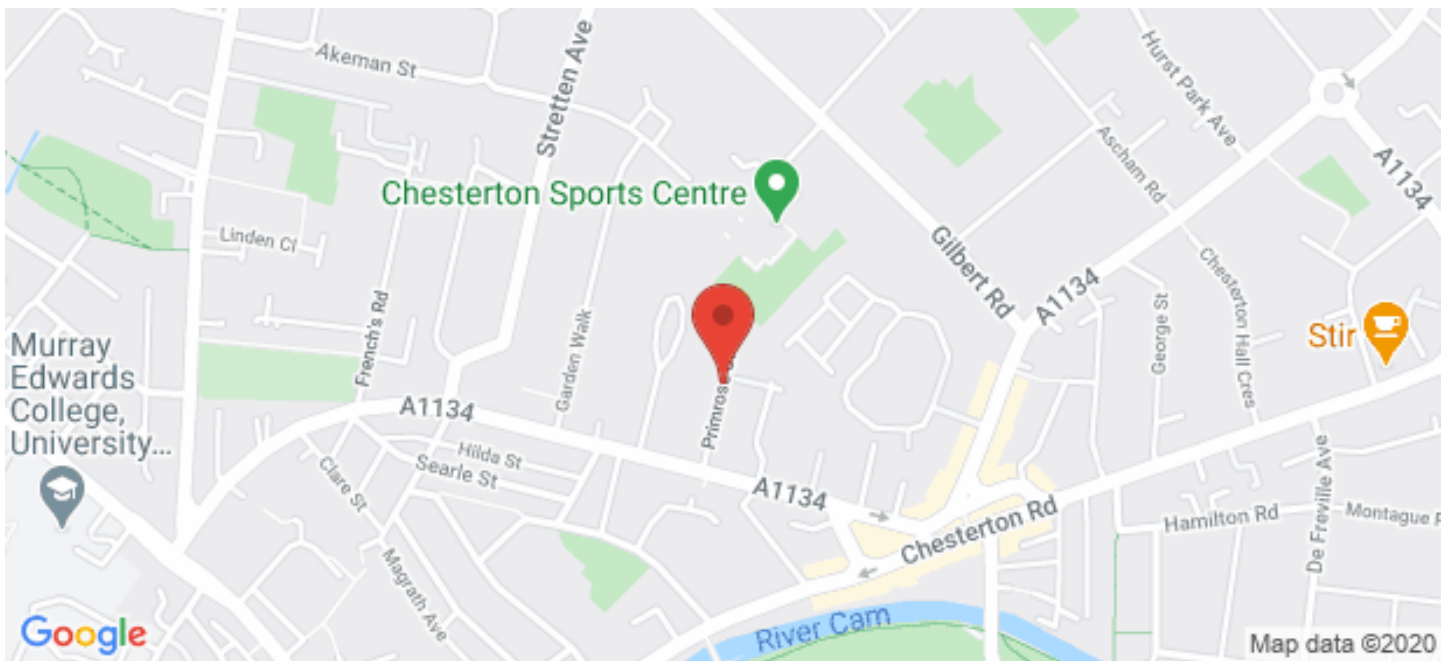 Akeman St
Stretten Ave
Hurst Park Ave
Ascham Rd
A1134
Chesterton Sports Centre
Linden Cl
Gilbert Rd
A1134
Chesterton Hall Cres
George St
Stir
French's Rd
Garden Walk
Murray
Edwards
College,
University...
A1134
Primrose
Hilda St
Searle St
Clare St
A1134
Chesterton Rd
Hamilton Rd
Montague
De Freville Ave
Magrath Ave
River Cam
Google
Map data ©2020